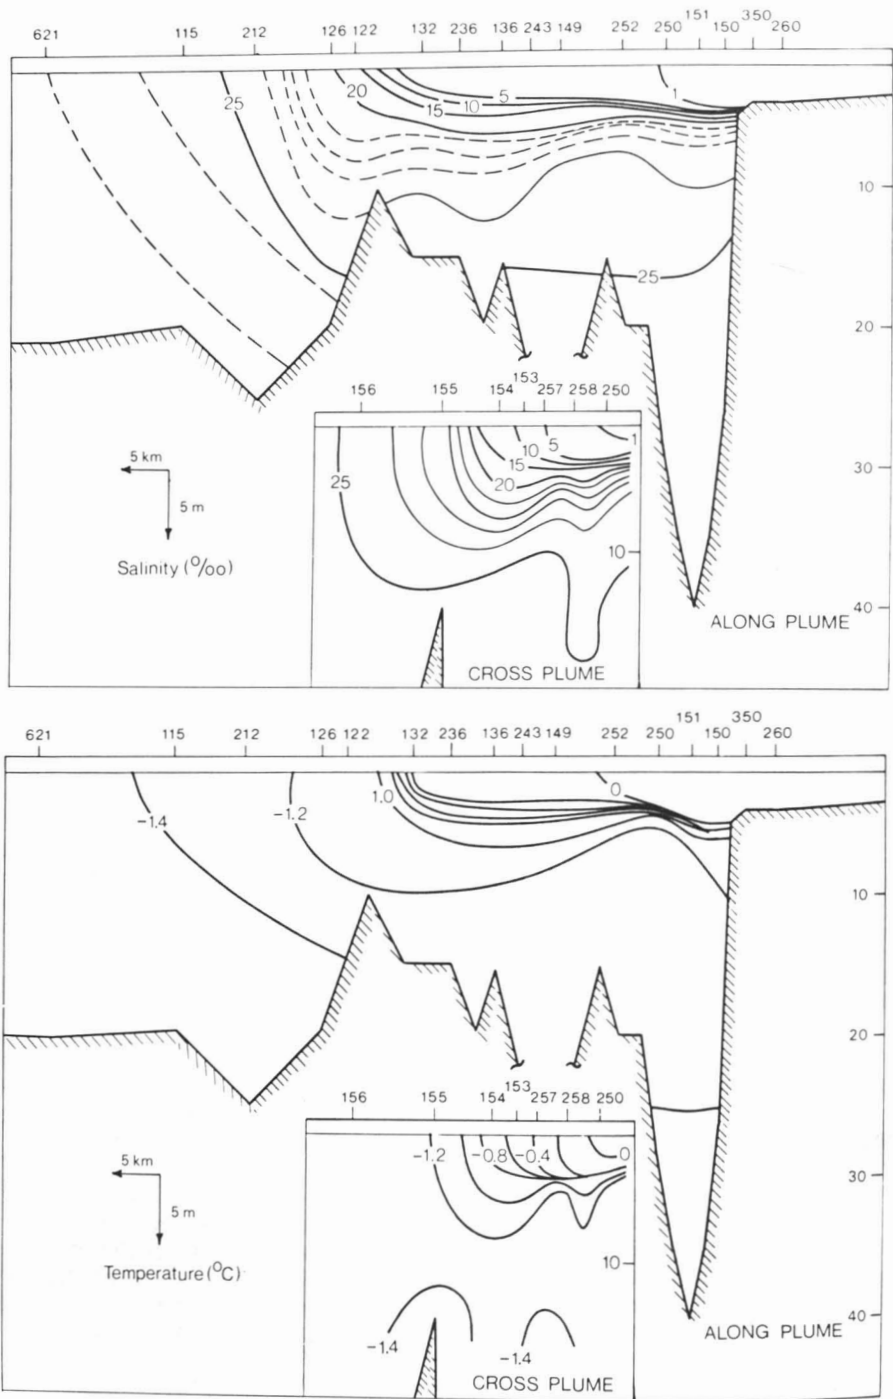 621 115 212 126 122 132 236 136 243 149 252 250 151 150 350 260
20 15 10 5 1
25
10
25
20
156 155 154 153 257 258 250
5 km
5 m
Salinity (‰)
25 20 15 10 5 1
30
10
40
ALONG PLUME
CROSS PLUME
621 115 212 126 122 132 236 136 243 149 252 250 151 150 350 260
-1.4 -1.2 1.0 0
10
20
156 155 154 153 257 258 250
5 km
5 m
Temperature (°C)
-1.2 -0.8 -0.4 0
30
10
-1.4 -1.4
40
ALONG PLUME
CROSS PLUME